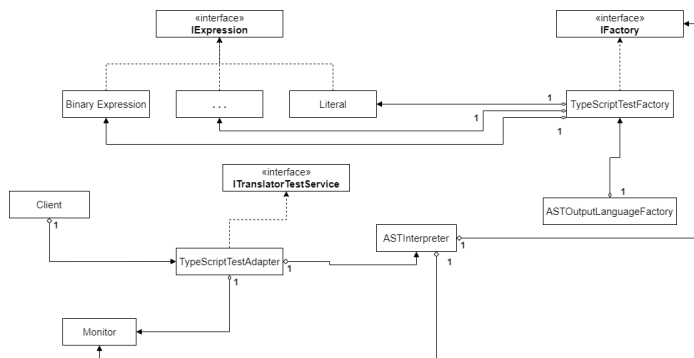 «interface»
IExpression
«interface»
IFactory
Binary Expression
...
Literal
1
TypeScriptTestFactory
1
1
«interface»
ITranslatorTestService
1
Client
ASTOutputLanguageFactory
1
ASTInterpreter
1
TypeScriptTestAdapter
1
1
1
Monitor